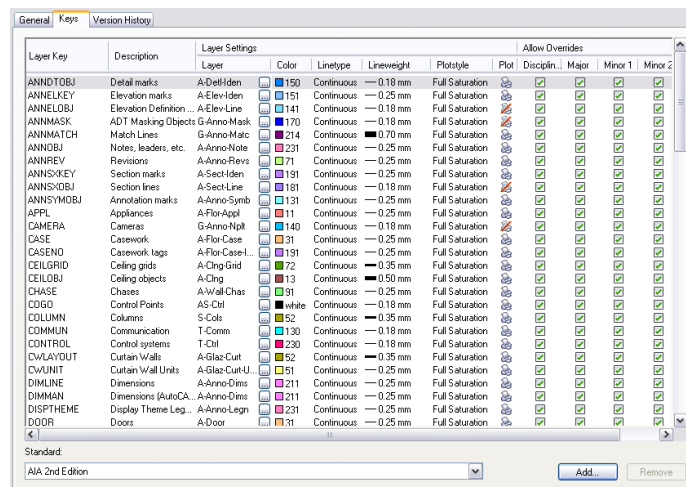 General Keys Version History
Layer Settings Allow Overrides
Layer Key Description Layer Color Linetype Lineweight Plotstyle Plot Disciplin... Major Minor 1 Minor 2
ANNDTOBJ Detail marks A-Detl-Iden ... 150 Continuous 0.18 mm Full Saturation
ANNELKEY Elevation marks A-Elev-Iden ... 151 Continuous 0.25 mm Full Saturation
ANNELOBJ Elevation Definition ... A-Elev-Line ... 141 Continuous 0.18 mm Full Saturation
ANNMASK ADT Masking Objects G-Anno-Mask ... 170 Continuous 0.18 mm Full Saturation
ANNMATCH Match Lines G-Anno-Matc ... 214 Continuous 0.70 mm Full Saturation
ANNOBJ Notes, leaders, etc. A-Anno-Note ... 231 Continuous 0.25 mm Full Saturation
ANNREV Revisions A-Anno-Revs ... 71 Continuous 0.25 mm Full Saturation
ANNSXKEY Section marks A-Sect-Iden ... 191 Continuous 0.25 mm Full Saturation
ANNSXOBJ Section lines A-Sect-Line ... 181 Continuous 0.18 mm Full Saturation
ANNSYMOBJ Annotation marks A-Anno-Symb ... 131 Continuous 0.25 mm Full Saturation
APPL Appliances A-Flor-Appl ... 11 Continuous 0.25 mm Full Saturation
CAMERA Cameras G-Anno-Nplt ... 140 Continuous 0.18 mm Full Saturation
CASE Casework A-Flor-Case ... 31 Continuous 0.25 mm Full Saturation
CASENO Casework tags A-Flor-Case-I... ... 191 Continuous 0.25 mm Full Saturation
CEILGRID Ceiling grids A-Clng-Grid ... 72 Continuous 0.35 mm Full Saturation
CEILOBJ Ceiling objects A-Clng ... 13 Continuous 0.50 mm Full Saturation
CHASE Chases A-Wall-Chas ... 91 Continuous 0.25 mm Full Saturation
COGO Control Points AS-Ctrl ... white Continuous 0.18 mm Full Saturation
COLUMN Columns S-Cols ... 52 Continuous 0.35 mm Full Saturation
COMMUN Communication T-Comm ... 130 Continuous 0.18 mm Full Saturation
CONTROL Control systems T-Ctrl ... 230 Continuous 0.18 mm Full Saturation
CWLAYOUT Curtain Walls A-Glaz-Curt ... 52 Continuous 0.35 mm Full Saturation
CWUNIT Curtain Wall Units A-Glaz-Curt-U... ... 51 Continuous 0.25 mm Full Saturation
DIMLINE Dimensions A-Anno-Dims ... 211 Continuous 0.25 mm Full Saturation
DIMMAN Dimensions (AutoCA... A-Anno-Dims ... 211 Continuous 0.25 mm Full Saturation
DISPTHEME Display Theme Leg... A-Anno-Legn ... 231 Continuous 0.25 mm Full Saturation
DOOR Doors A-Door ... 31 Continuous 0.25 mm Full Saturation
Standard:
AIA 2nd Edition Add... Remove